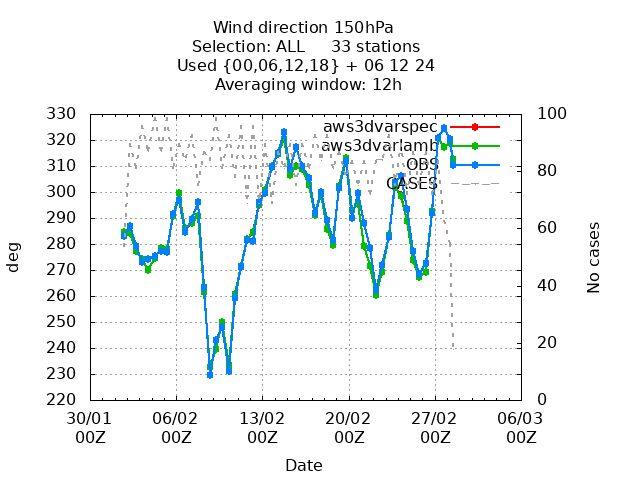 Wind direction 150hPa
Selection: ALL 33 stations
Used {00,06,12,18} + 06 12 24
Averaging window: 12h
330 100
320
310 80
300
290
280 60
270
260 40
250
240 20
230
220 0
deg
No cases
aws3dvarspec
aws3dvarlamb
OBS
CASES
30/01 06/02 13/02 20/02 27/02 06/03
00Z 00Z 00Z 00Z 00Z 00Z
Date